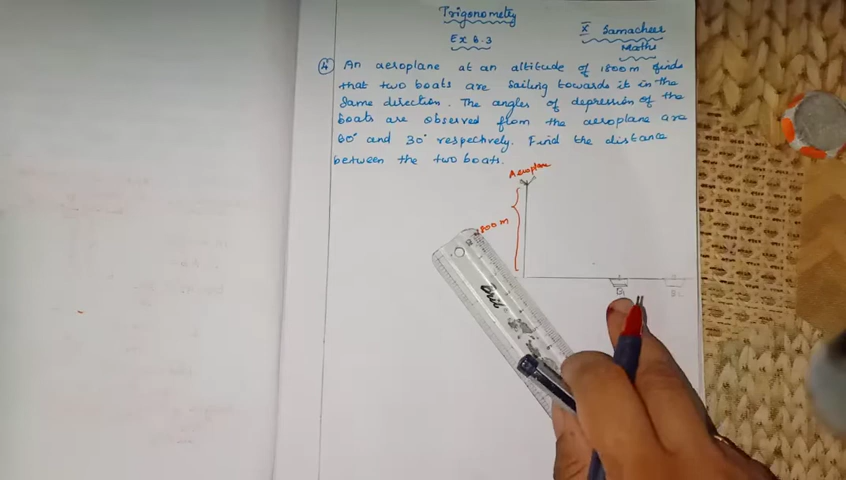 Trigonometry
X Samacheer
Ex 6.3
Maths
4 An aeroplane at an altitude of 1800 m finds
that two boats are sailing towards it in the
same direction. The angles of depression of the
boats are observed from the aeroplane are
60° and 30° respectively. Find the distance
between the two boats.
Aeroplane
1800 m
B1